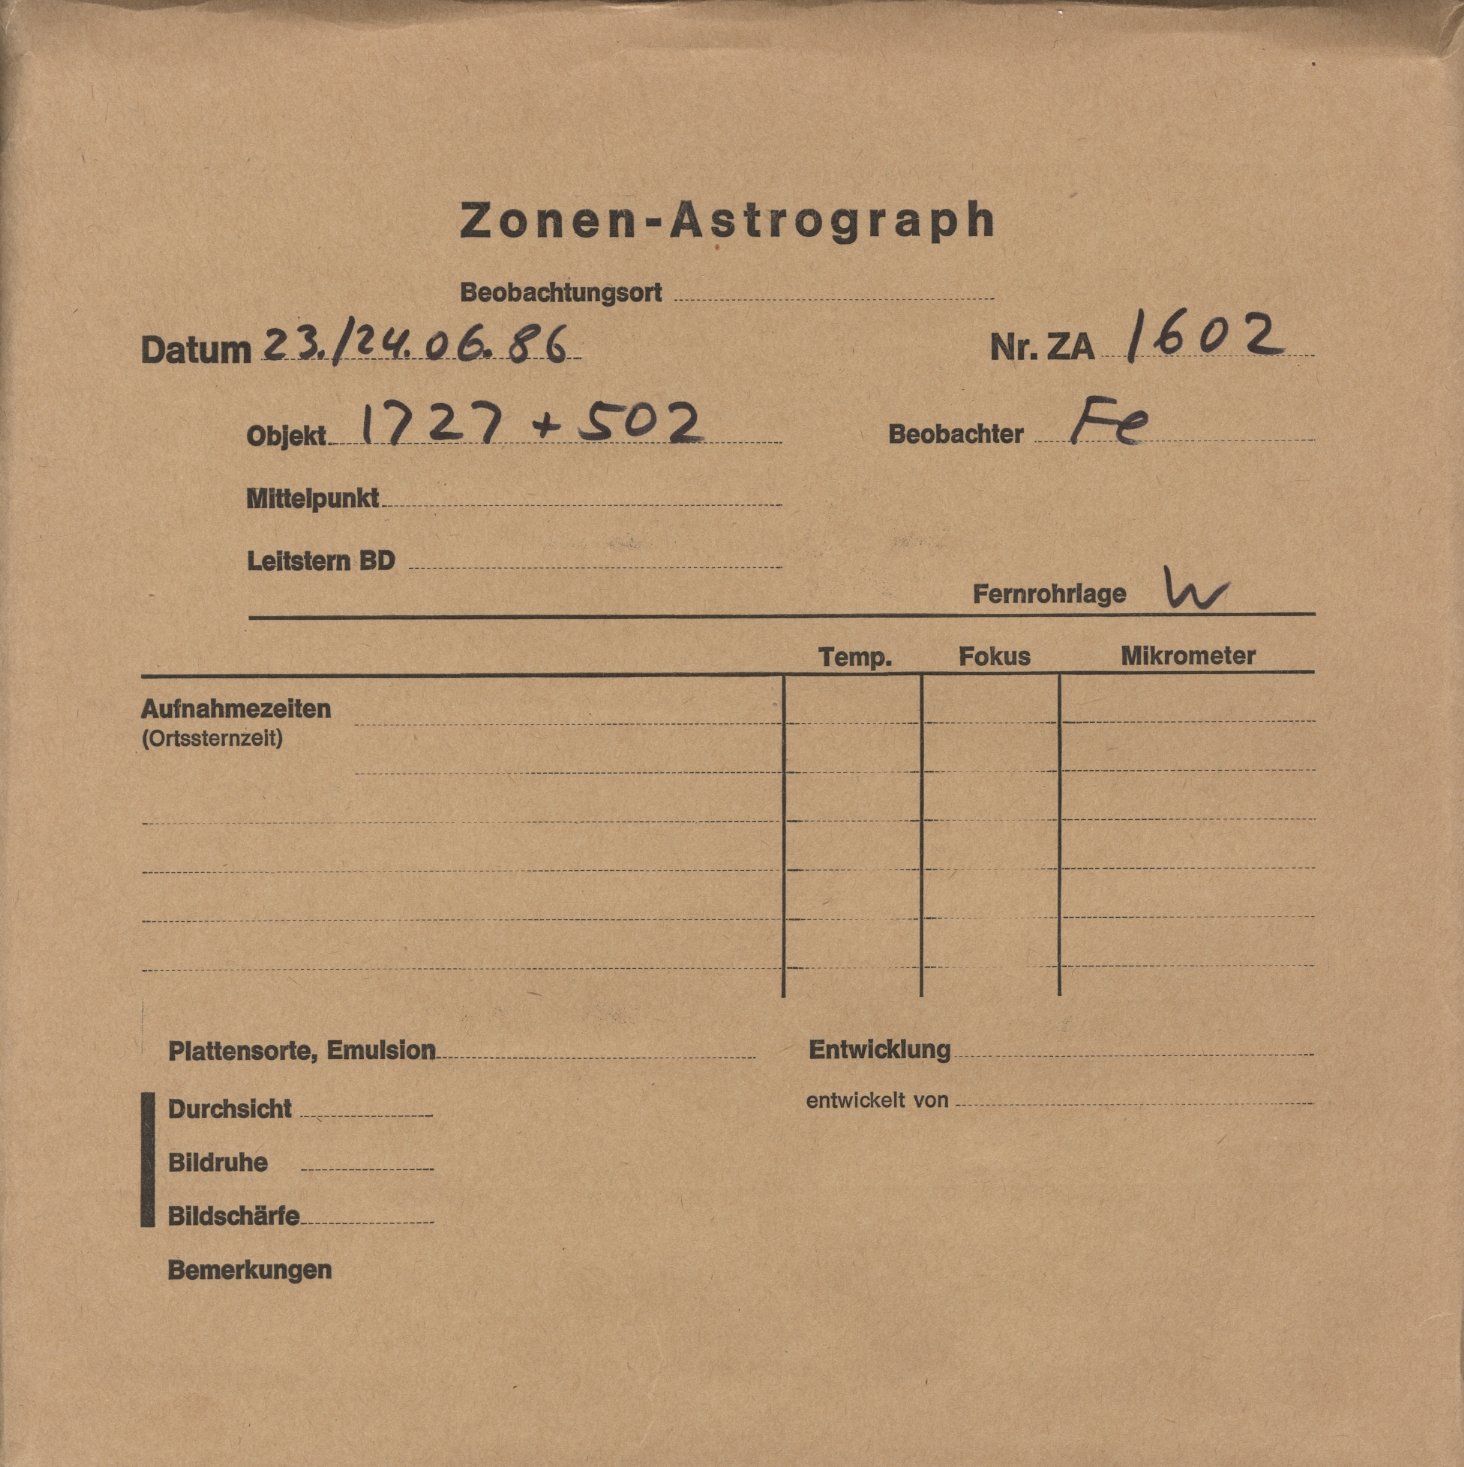 Zonen-Astrograph
Beobachtungsort
Datum 23./24.06.86 Nr. ZA 1602
Objekt 1727 + 502 Beobachter Fe
Mittelpunkt
Leitstern BD
Fernrohrlage W
Temp. Fokus Mikrometer
Aufnahmezeiten
(Ortssternzeit)
Plattensorte, Emulsion Entwicklung
Durchsicht entwickelt von
Bildruhe
Bildschärfe
Bemerkungen